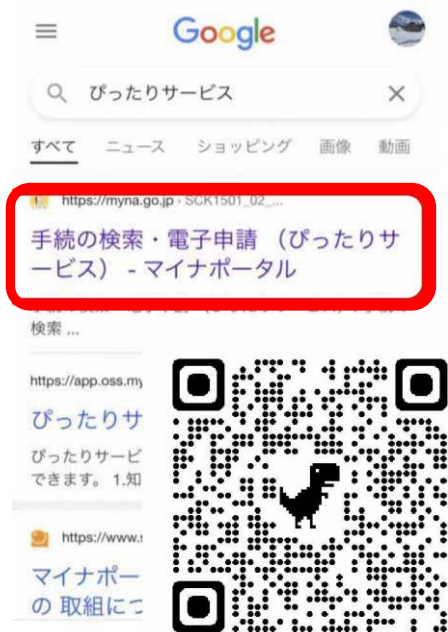 Google
ぴったりサービス
すべて ニュース ショッピング 画像 動画
https://myna.go.jp › SCK1501_02_...
手続の検索・電子申請 （ぴったりサ
ービス） - マイナポータル
検索 ...
https://app.oss.my
ぴったりサ
ぴったりサービ
できます。 1.知
https://www.s
マイナポー
の 取組につ